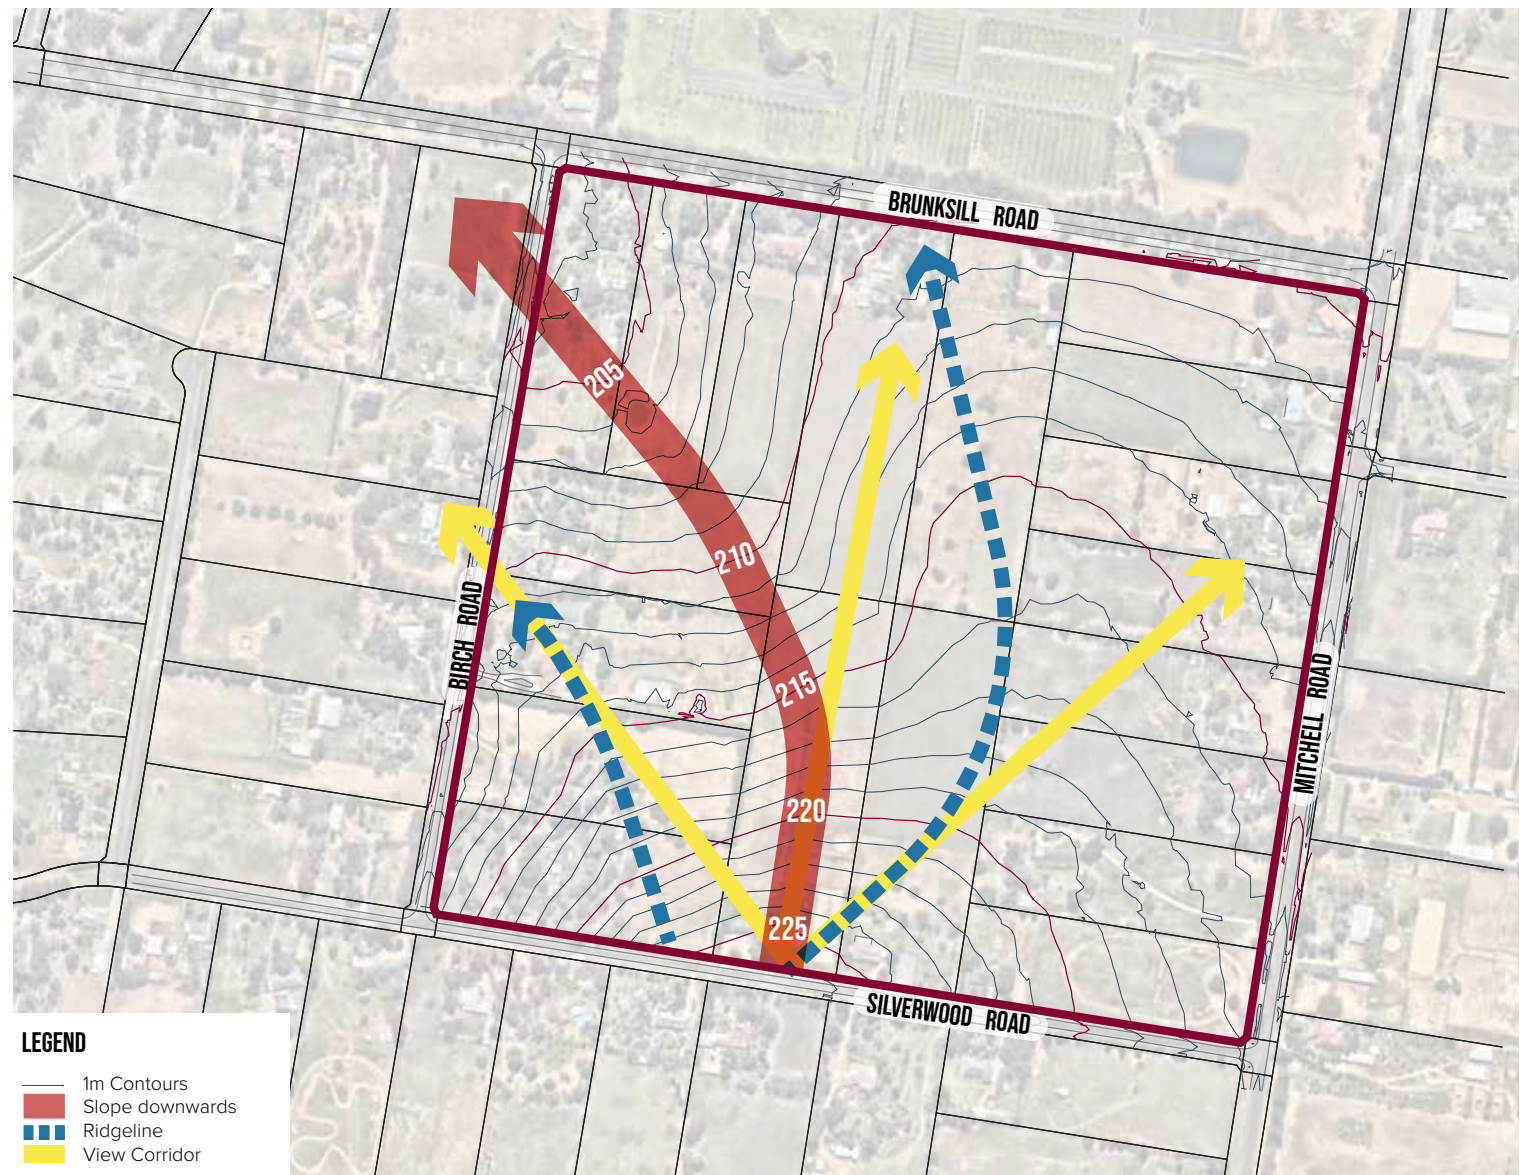 BRUNKSILL ROAD
205
210
BIRCH ROAD
215
MITCHELL ROAD
220
225
SILVERWOOD ROAD
LEGEND
1m Contours
Slope downwards
Ridgeline
View Corridor